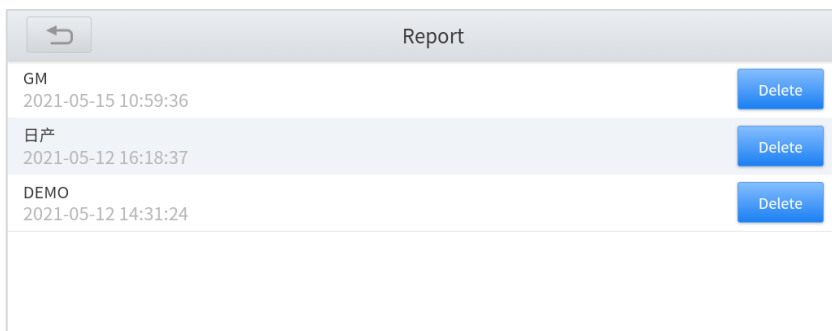 Report
GM
2021-05-15 10:59:36
Delete
日产
2021-05-12 16:18:37
Delete
DEMO
2021-05-12 14:31:24
Delete